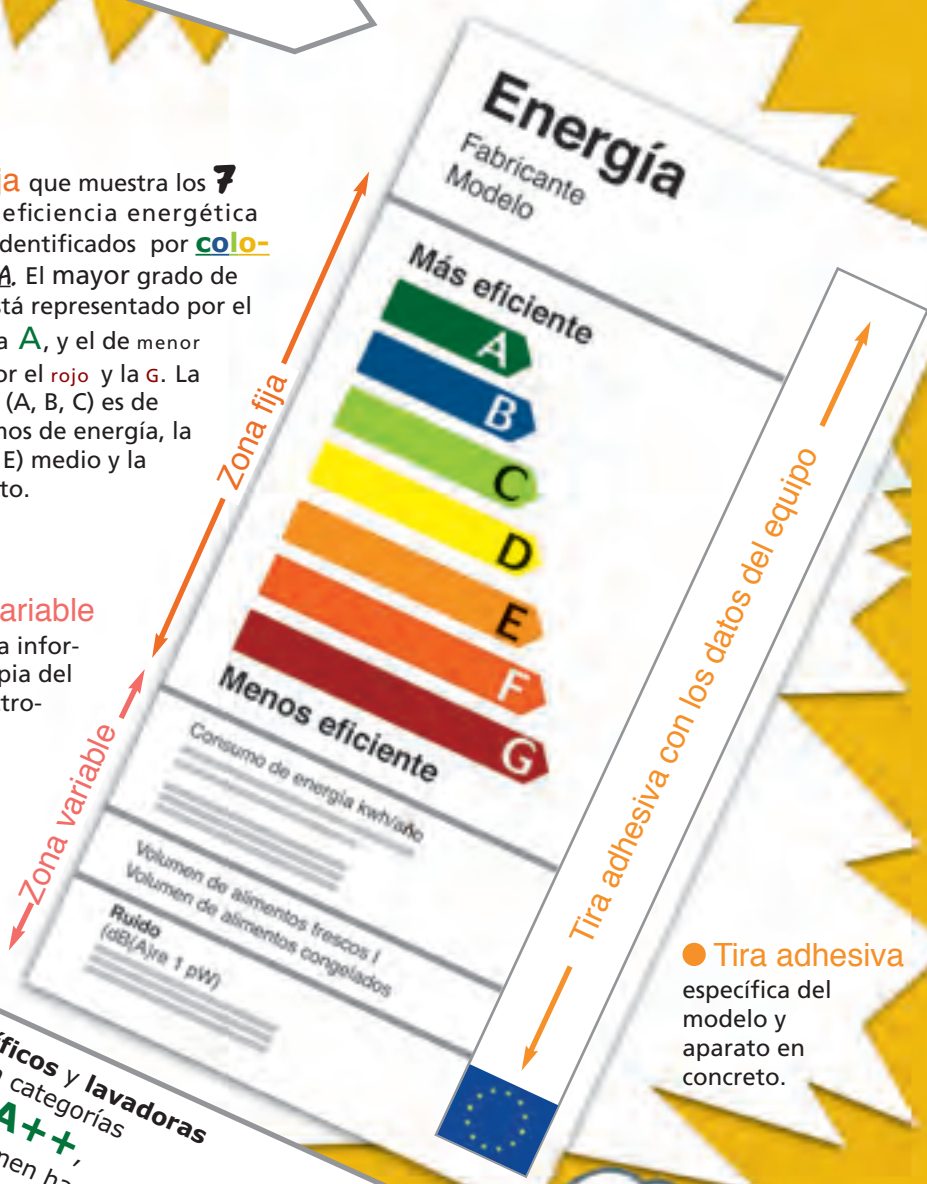 ja que muestra los 7
eficiencia energética
dentificados por colo-
A. El mayor grado de
stá representado por el
a A, y el de menor
or el rojo y la G. La
(A, B, C) es de
nos de energía, la
E) medio y la
to.
ariable
a infor-
pia del
tro-
Zona fija
Zona variable
Energía
Fabricante
Modelo
Más eficiente
A
B
C
D
E
F
G
Menos eficiente
Consumo de energía kwh/año
Volumen de alimentos frescos l
Volumen de alimentos congelados
Ruido
(dB(A)re 1 pW)
Tira adhesiva con los datos del equipo
● Tira adhesiva
específica del
modelo y
aparato en
concreto.
ficos y lavadoras
categorías
A++,